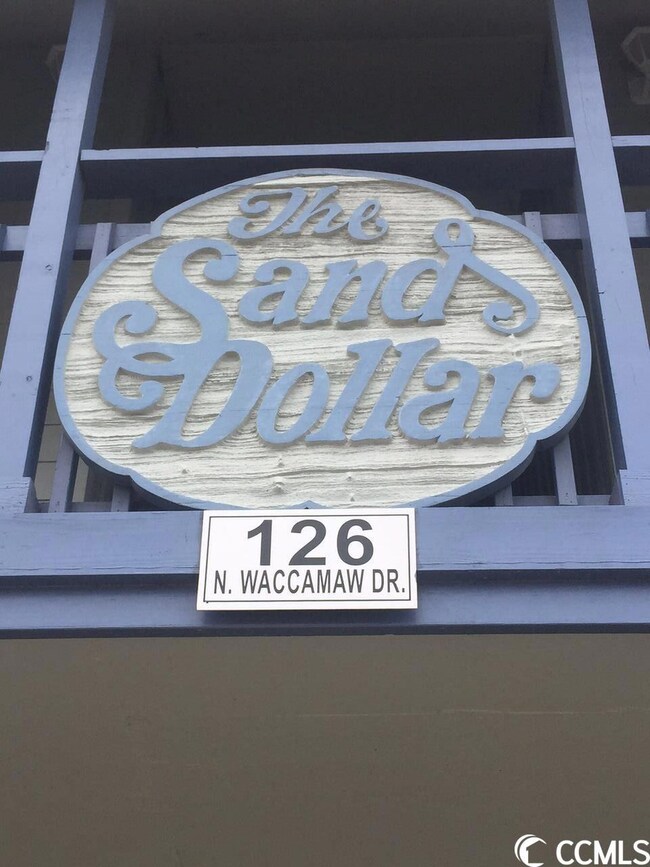 The
Sand
Dollar
126
N. WACCAMAW DR.
CCMLS